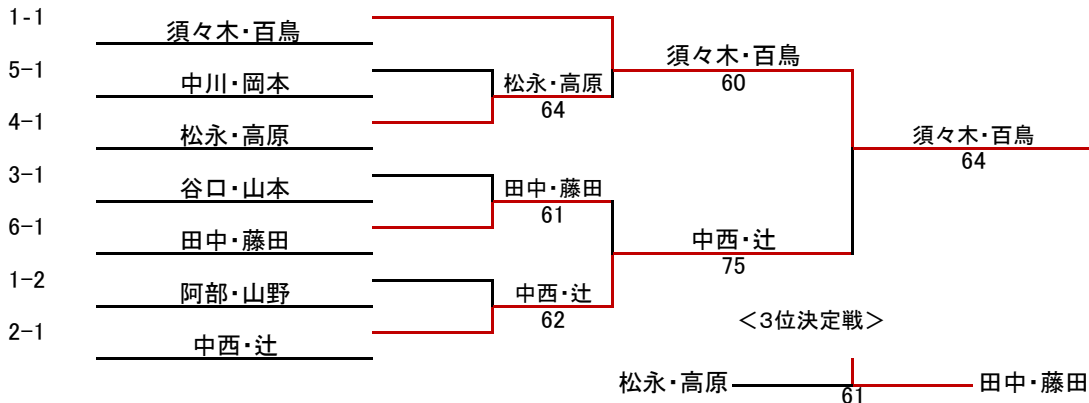 1-1
須々木・百鳥
5-1
中川・岡本
4-1
松永・高原
3-1
谷口・山本
6-1
田中・藤田
1-2
阿部・山野
2-1
中西・辻
松永・高原
64
田中・藤田
61
中西・辻
62
須々木・百鳥
60
中西・辻
75
須々木・百鳥
64
＜3位決定戦＞
松永・高原
61
田中・藤田